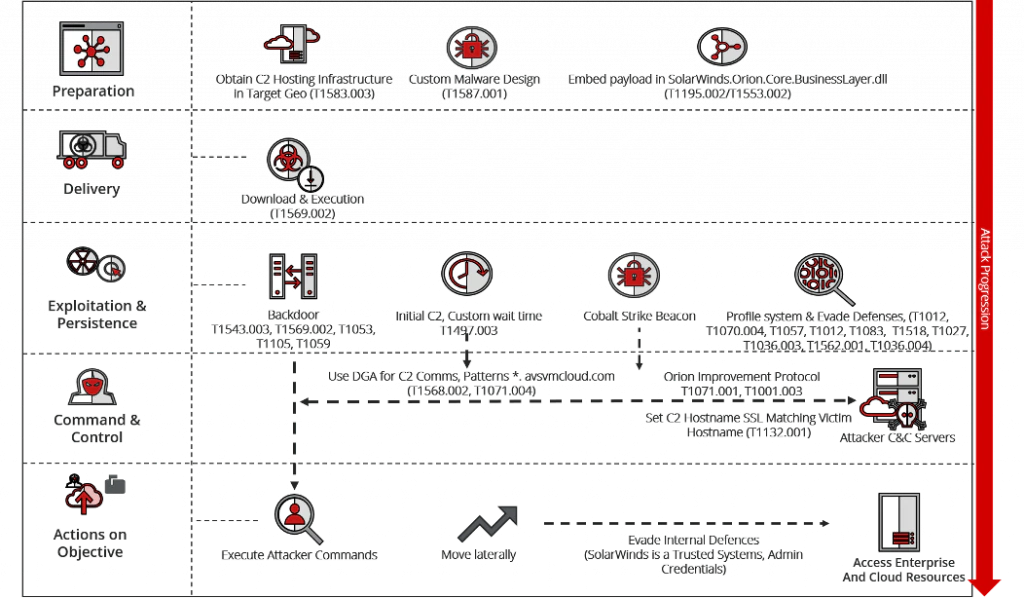 Preparation
Obtain C2 Hosting Infrastructure
in Target Geo (T1583.003)
Custom Malware Design
(T1587.001)
Embed payload in SolarWinds.Orion.Core.BusinessLayer.dll
(T1195.002/T1553.002)
Delivery
Download & Execution
(T1569.002)
Exploitation &
Persistence
Backdoor
T1543.003, T1569.002, T1053,
T1105, T1059
Initial C2, Custom wait time
T1497.003
Cobalt Strike Beacon
Profile system & Evade Defenses, (T1012,
T1070.004, T1057, T1012, T1083, T1518, T1027,
T1036.003, T1562.001, T1036.004)
Command &
Control
Use DGA for C2 Comms, Patterns *. avsvmcloud.com
(T1568.002, T1071.004)
Orion Improvement Protocol
T1071.001, T1001.003
Set C2 Hostname SSL Matching Victim
Hostname (T1132.001)
Attacker C&C Servers
Actions on
Objective
Execute Attacker Commands
Move laterally
Evade Internal Defences
(SolarWinds is a Trusted Systems, Admin
Credentials)
Access Enterprise
And Cloud Resources
Attack Progression